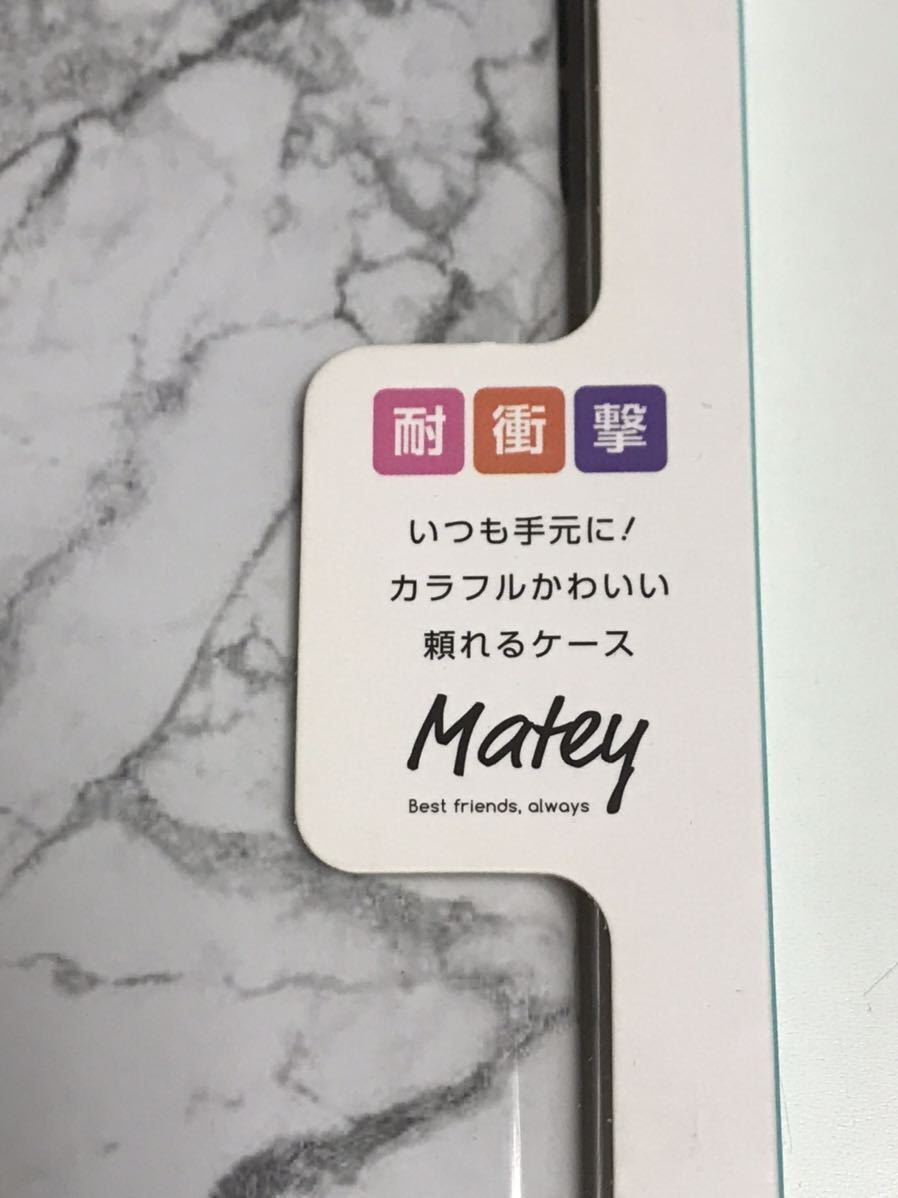 耐衝撃
いつも手元に!
カラフルかわいい
頼れるケース
Matey
Best friends, always